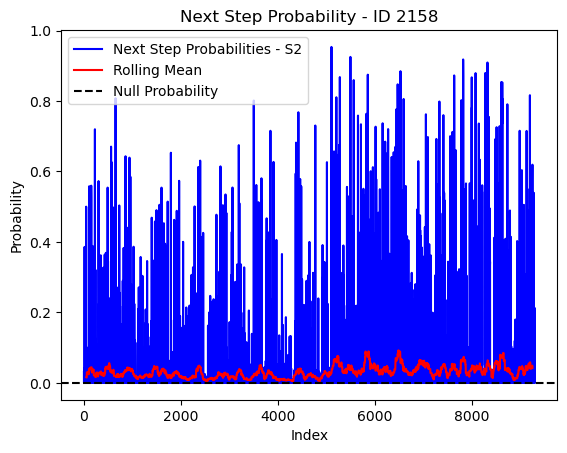 Next Step Probability - ID 2158
Next Step Probabilities - S2
Rolling Mean
Null Probability
Probability
1.0
0.8
0.6
0.4
0.2
0.0
0 2000 4000 6000 8000
Index